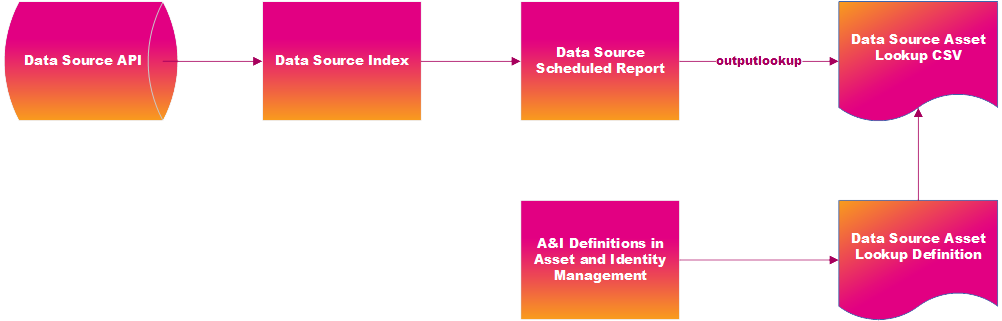 Data Source API
Data Source Index
Data Source
Scheduled Report
outputlookup
Data Source Asset
Lookup CSV
A&I Definitions in
Asset and Identity
Management
Data Source Asset
Lookup Definition